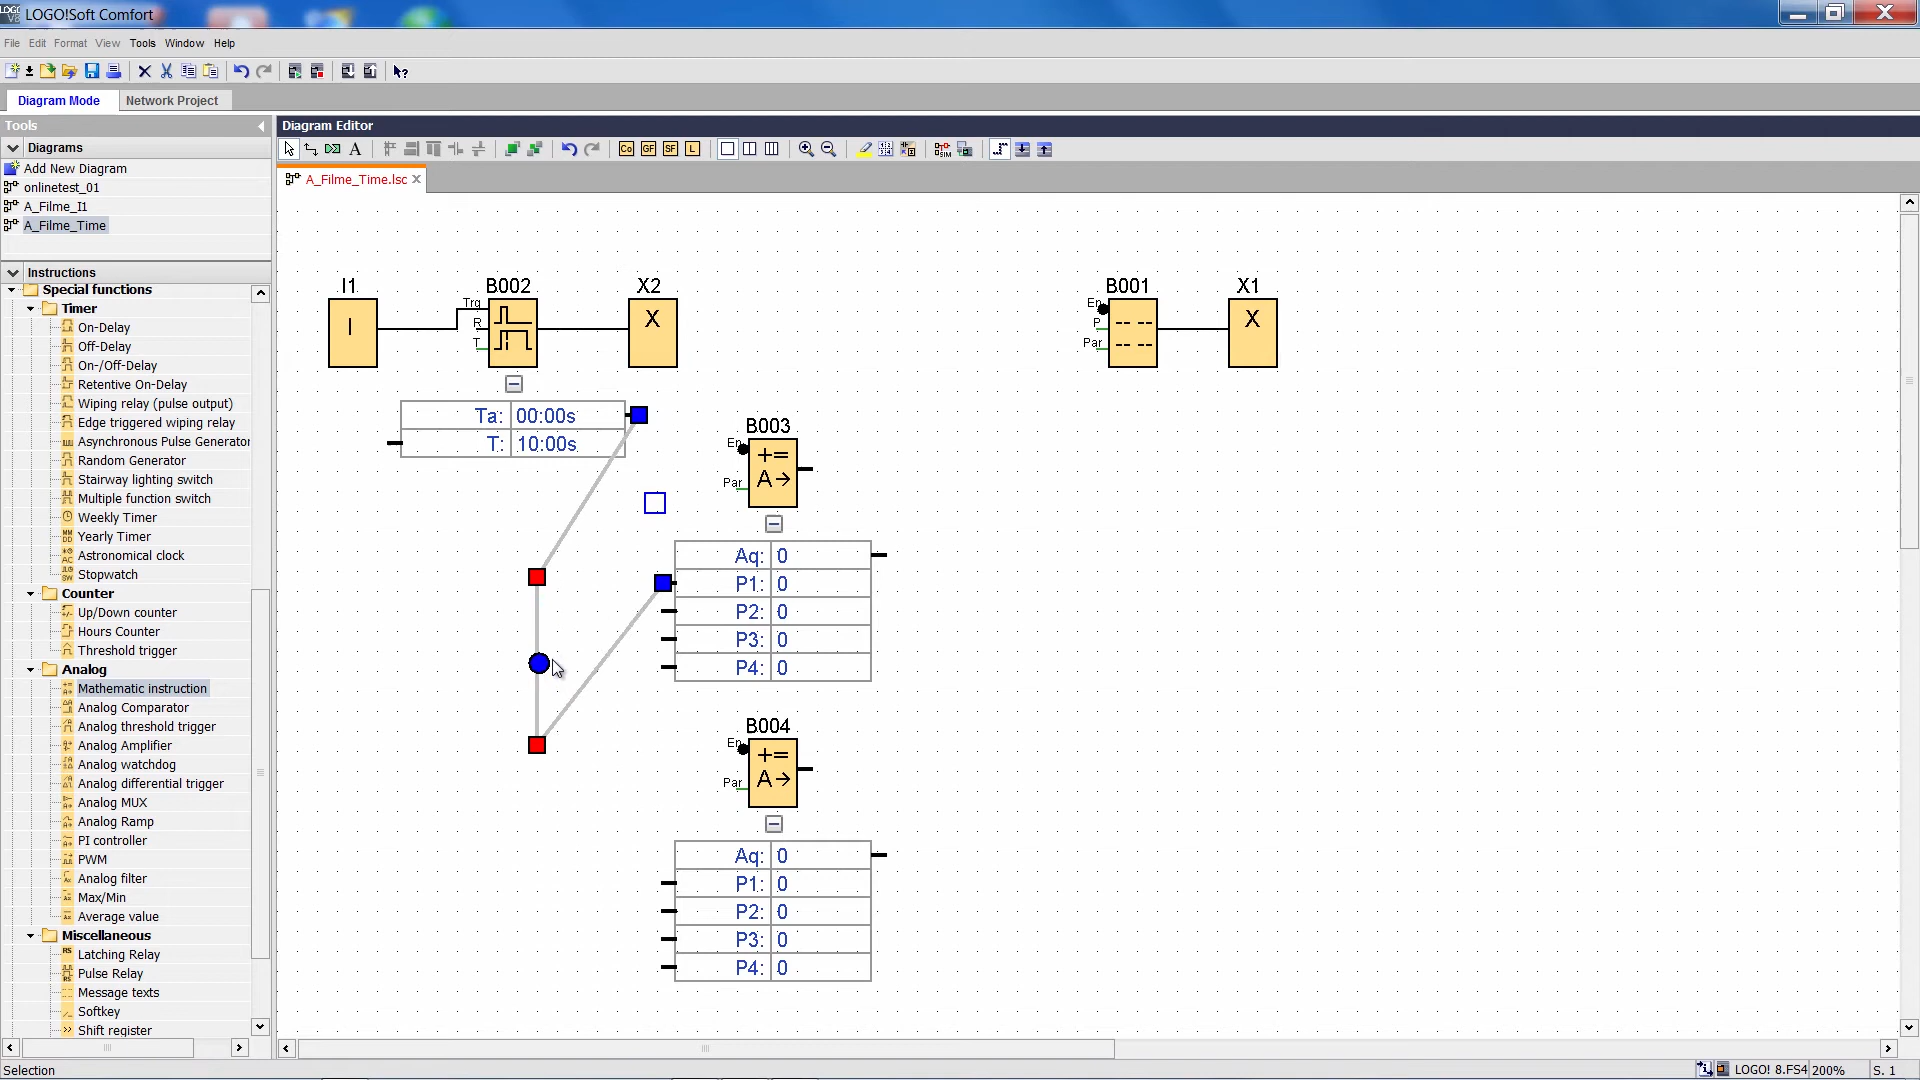 LOGO!Soft Comfort
File Edit Format View Tools Window Help
Diagram Mode Network Project
Tools
Diagram Editor
Diagrams
Add New Diagram
onlinetest_01
A_Filme_I1
A_Filme_Time
Co GF SF L SIM
A_Filme_Time.lsc
Instructions
Special functions
Timer
On-Delay
Off-Delay
On-/Off-Delay
Retentive On-Delay
Wiping relay (pulse output)
Edge triggered wiping relay
Asynchronous Pulse Generator
Random Generator
Stairway lighting switch
Multiple function switch
Weekly Timer
Yearly Timer
Astronomical clock
Stopwatch
Counter
Up/Down counter
Hours Counter
Threshold trigger
Analog
Mathematic instruction
Analog Comparator
Analog threshold trigger
Analog Amplifier
Analog watchdog
Analog differential trigger
Analog MUX
Analog Ramp
PI controller
PWM
Analog filter
Max/Min
Average value
Miscellaneous
Latching Relay
Pulse Relay
Message texts
Softkey
Shift register
I1 B002 X2 B001 X1
I
Trg
R
T
X
En
P
Par
X
Ta: 00:00s
T: 10:00s
B003
En
Par
+=
A→
Aq: 0
P1: 0
P2: 0
P3: 0
P4: 0
B004
En
Par
+=
A→
Aq: 0
P1: 0
P2: 0
P3: 0
P4: 0
Selection
LOGO! 8.FS4 200% S. 1